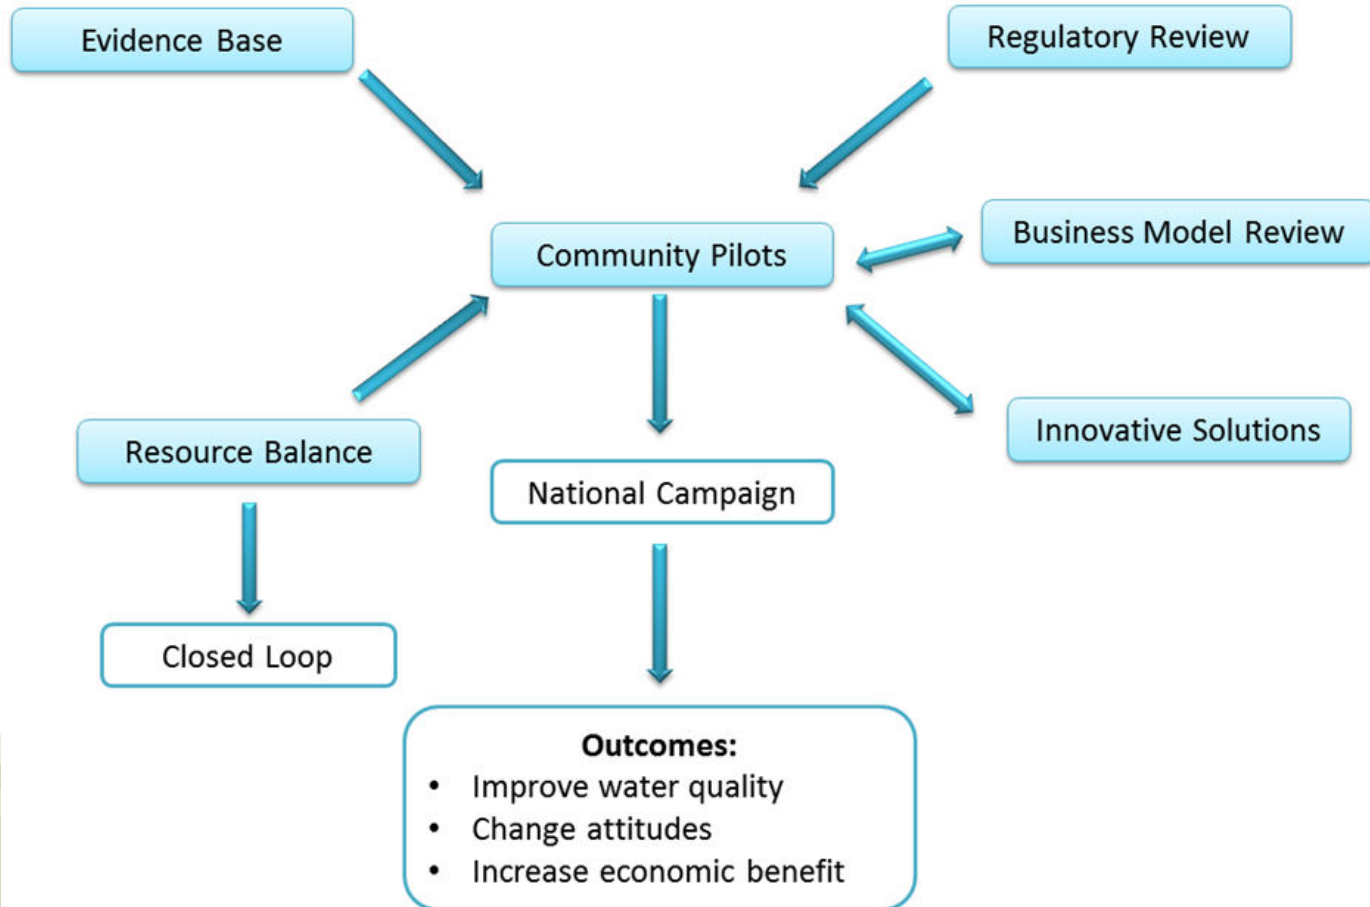 Evidence Base
Regulatory Review
Business Model Review
Community Pilots
Innovative Solutions
Resource Balance
National Campaign
Closed Loop
Outcomes:
• Improve water quality
• Change attitudes
• Increase economic benefit